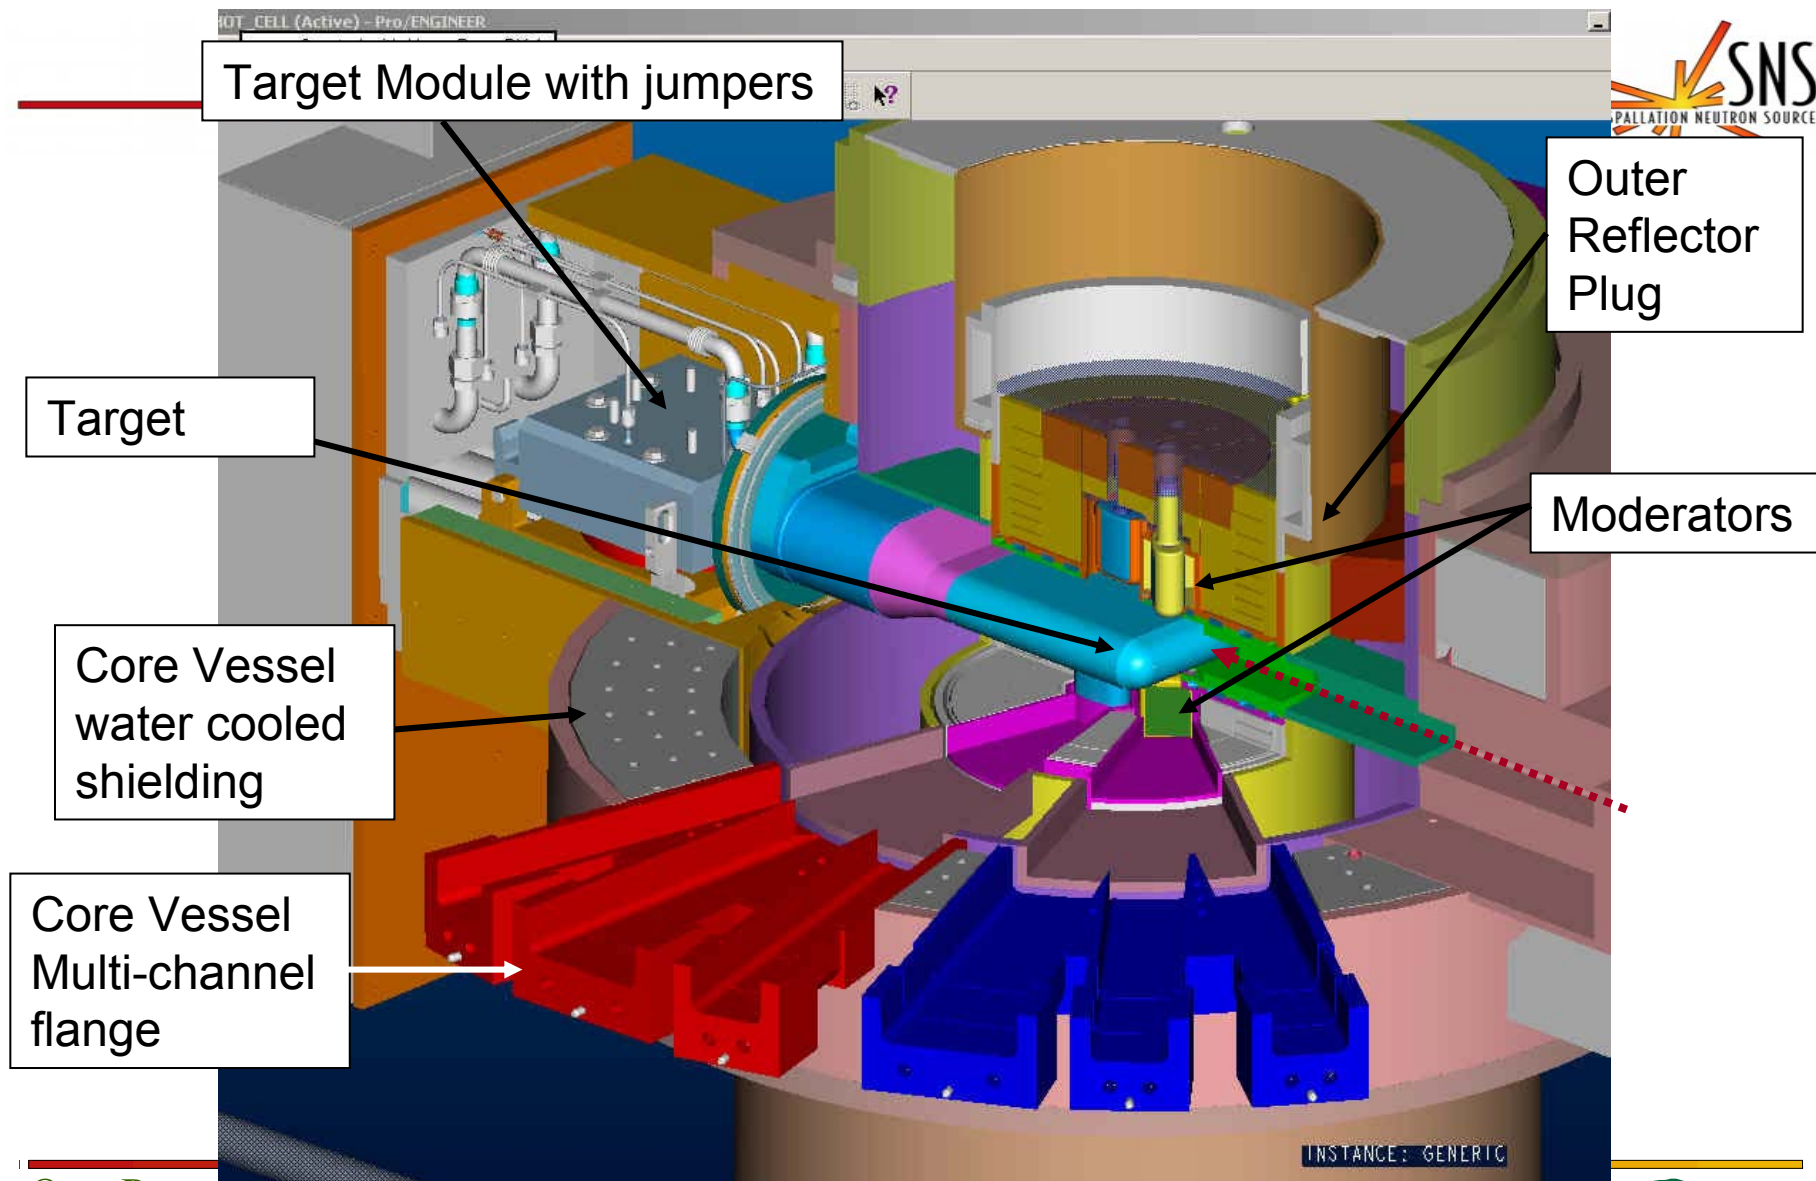 HOT_CELL (Active) - Pro/ENGINEER
Target Module with jumpers
SNS
SPALLATION NEUTRON SOURCE
Outer
Reflector
Plug
Target
Moderators
Core Vessel
water cooled
shielding
Core Vessel
Multi-channel
flange
INSTANCE: GENERIC